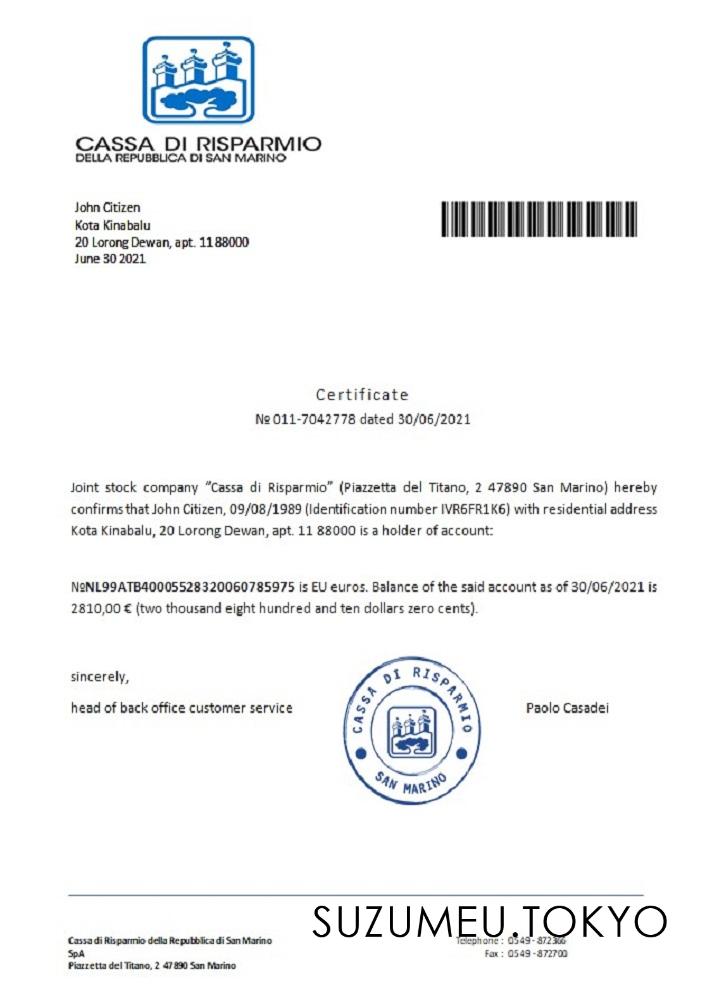 CASSA DI RISPARMIO
DELLA REPUBBLICA DI SAN MARINO
John Citizen
Kota Kinabalu
20 Lorong Dewan, apt. 11 88000
June 30 2021
Certificate
№ 011-7042778 dated 30/06/2021
Joint stock company “Cassa di Risparmio” (Piazzetta del Titano, 2 47890 San Marino) hereby
confirms that John Citizen, 09/08/1989 (Identification number IVR6FR1K6) with residential address
Kota Kinabalu, 20 Lorong Dewan, apt. 11 88000 is a holder of account:
№NL99ATB40005528320060785975 is EU euros. Balance of the said account as of 30/06/2021 is
2810,00 € (two thousand eight hundred and ten dollars zero cents).
sincerely,
head of back office customer service
CASSA DI RISPARMIO
SAN MARINO
Paolo Casadei
SUZUMEU.TOKYO
Cassa di Risparmio della Repubblica di San Marino
SpA
Piazzetta del Titano, 2 47890 San Marino
Telephone : 0549 - 872366
Fax : 0549 -872700